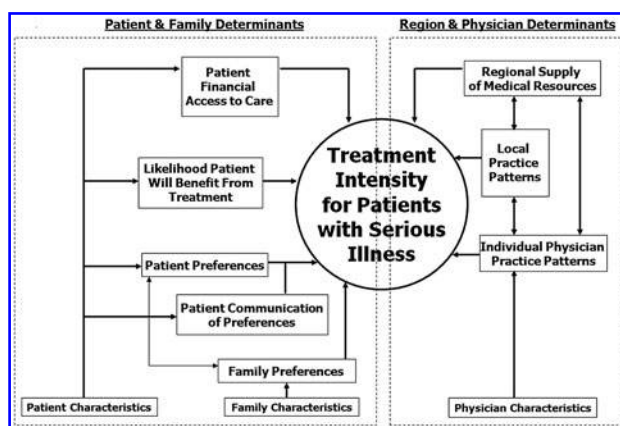 Patient & Family Determinants
Region & Physician Determinants
Patient
Financial
Access to Care
Regional Supply
of Medical Resources
Likelihood Patient
Will Benefit From
Treatment
Treatment
Intensity
for Patients
with Serious
Illness
Local
Practice
Patterns
Patient Preferences
Individual Physician
Practice Patterns
Patient Communication
of Preferences
Family Preferences
Patient Characteristics
Family Characteristics
Physician Characteristics